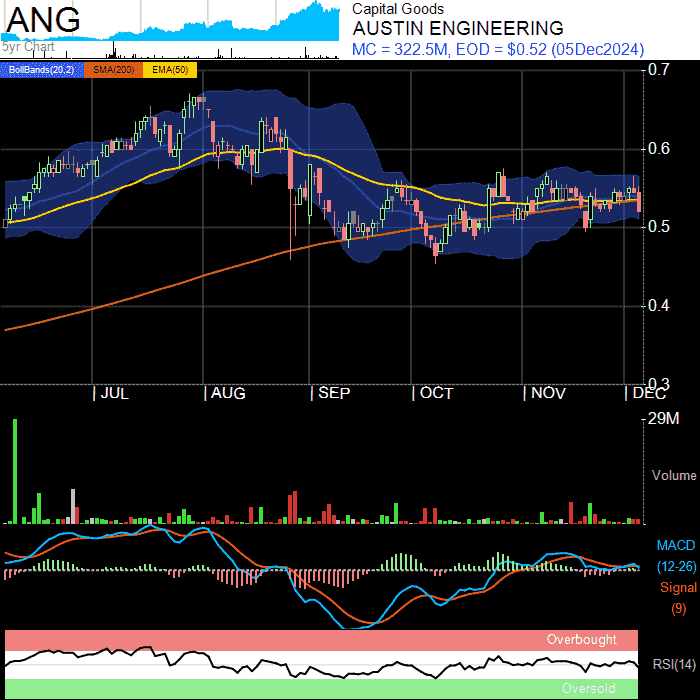 ANG
5yr Chart
Capital Goods
AUSTIN ENGINEERING
MC = 322.5M, EOD = $0.52 (05Dec2024)
BollBands(20,2) SMA(200) EMA(50)
0.7
0.6
0.5
0.4
0.3
| JUL | AUG | SEP | OCT | NOV | DEC
29M
Volume
MACD
(12-26)
Signal
(9)
Overbought
RSI(14)
Oversold